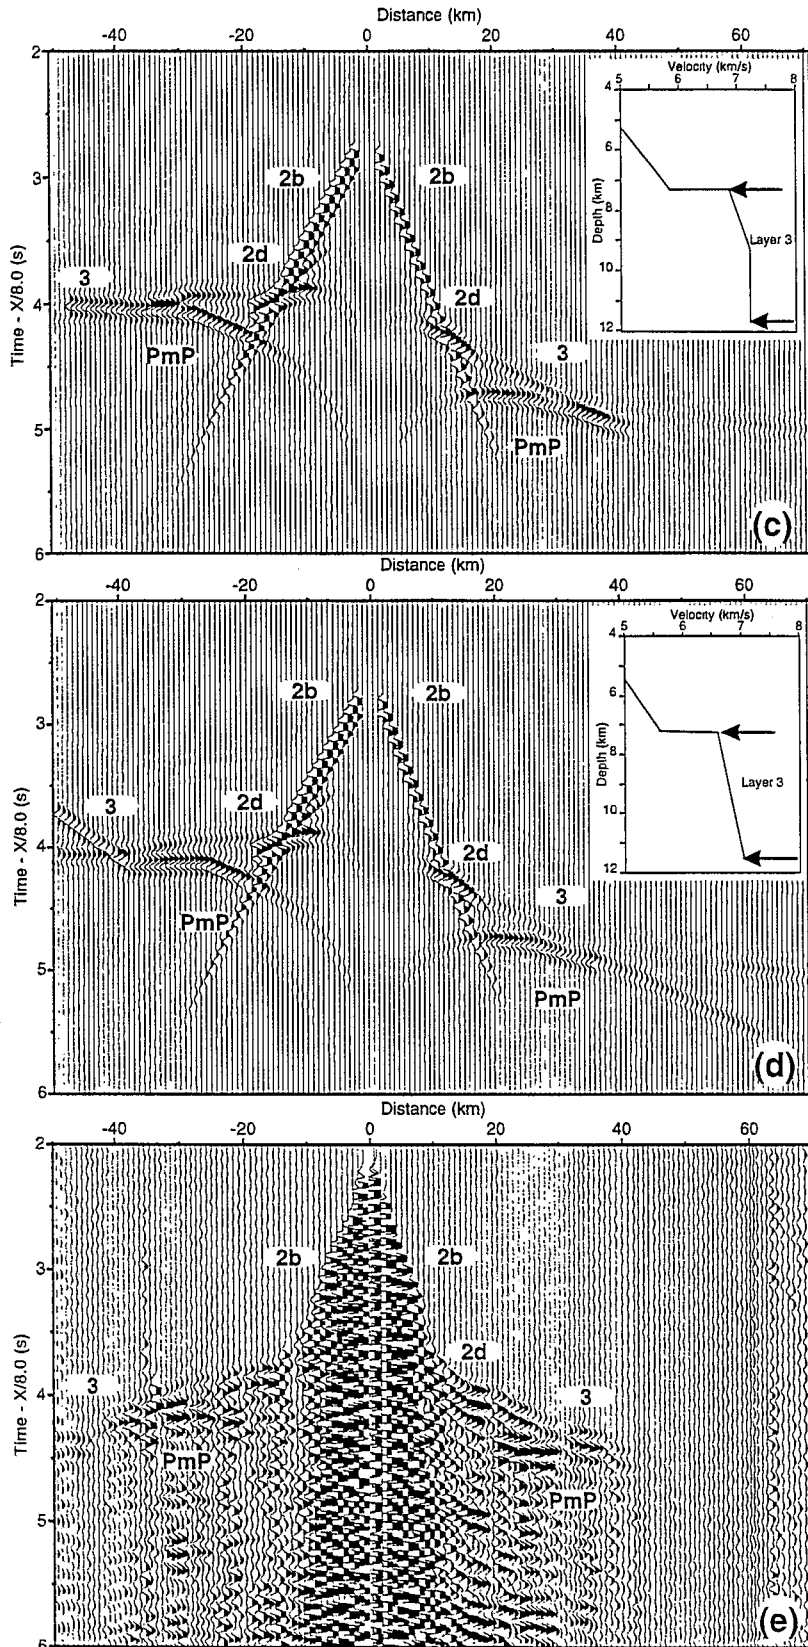 Distance (km)
-40 -20 0 20 40 60
2
3
4
5
6
Time - X/8.0 (s)
2b 2b
2d
2d
3
3
PmP
PmP
Velocity (km/s)
5 6 7 8
4
6
8
10
12
Depth (km)
Layer 3
(c)
Distance (km)
-40 -20 0 20 40 60
2
3
4
5
6
Time - X/8.0 (s)
2b 2b
3
2d
2d
3
PmP
PmP
Velocity (km/s)
5 6 7 8
4
6
8
10
12
Depth (km)
Layer 3
(d)
Distance (km)
-40 -20 0 20 40 60
2
3
4
5
6
Time - X/8.0 (s)
2b 2b
2d
3
3
PmP
PmP
(e)